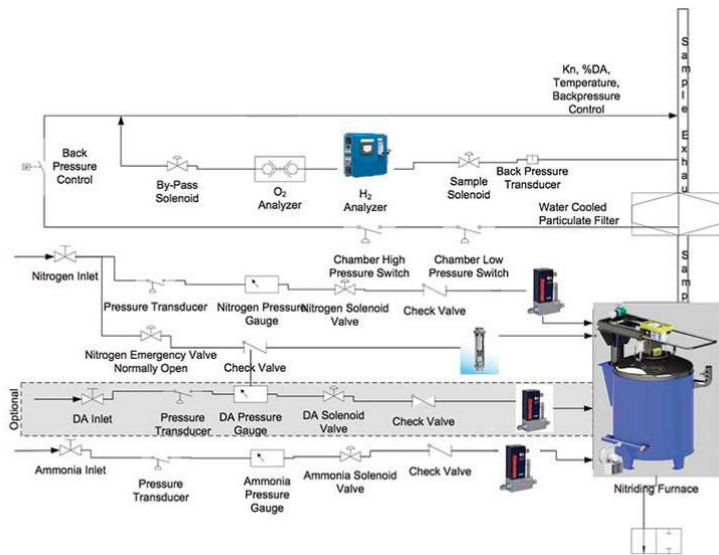 Kn, %DA,
Temperature,
Backpressure
Control
Sample Exhau
Back
Pressure
Control
By-Pass
Solenoid
O2
Analyzer
H2
Analyzer
Sample
Solenoid
Back Pressure
Transducer
Water Cooled
Particulate Filter
Chamber High
Pressure Switch
Chamber Low
Pressure Switch
Samp
Nitrogen Inlet
Pressure Transducer
Nitrogen Pressure
Gauge
Nitrogen Solenoid
Valve
Check Valve
Nitrogen Emergency Valve
Normally Open
Check Valve
Optional
DA Inlet
Pressure
Transducer
DA Pressure
Gauge
DA Solenoid
Valve
Check Valve
Ammonia Inlet
Pressure
Transducer
Ammonia
Pressure
Gauge
Ammonia Solenoid
Valve
Check Valve
Nitriding Furnace